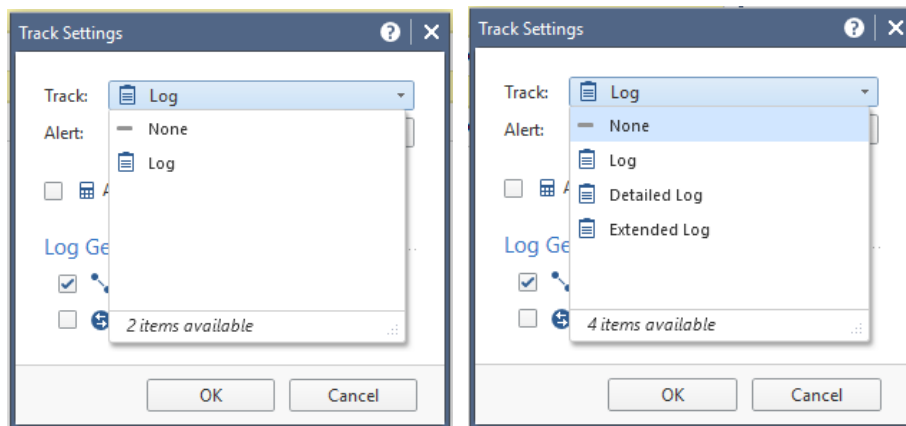 Track Settings
Track: Log
Alert: None
Log
A
Log Ge
2 items available
OK Cancel
Track Settings
Track: Log
Alert: None
Log
Detailed Log
A
Extended Log
Log Ge
4 items available
OK Cancel